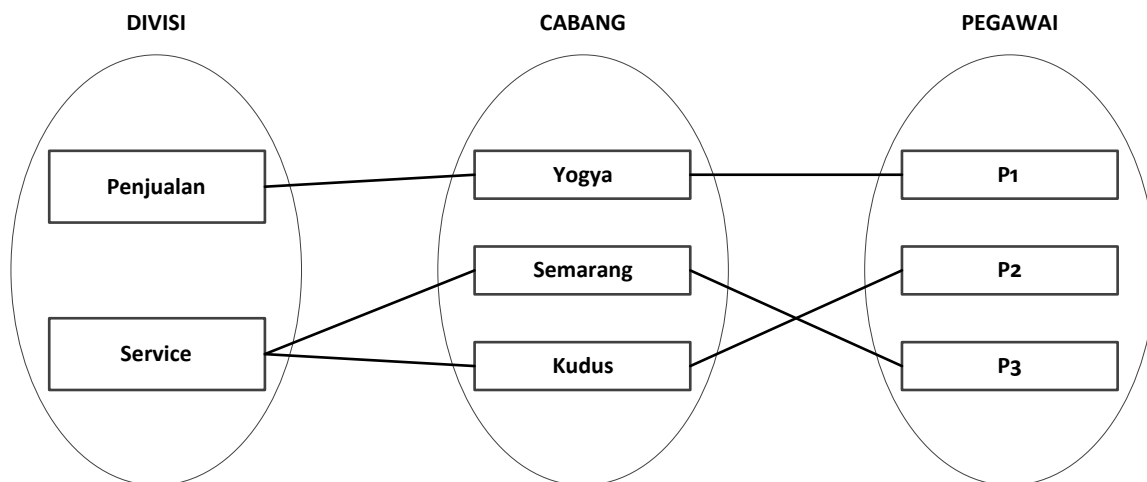 DIVISI
CABANG
PEGAWAI
Penjualan
Yogya
P1
Semarang
P2
Service
Kudus
P3